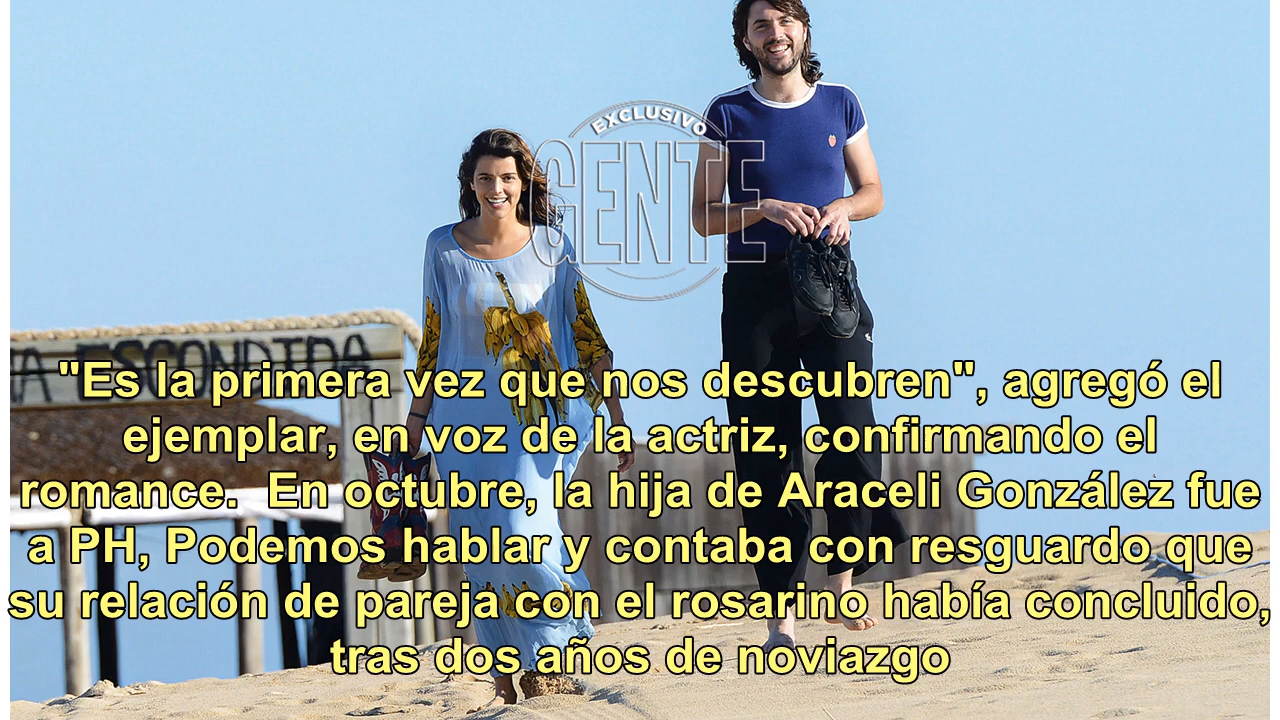 EXCLUSIVO
GENTE
A ESCONDIDA
"Es la primera vez que nos descubren", agregó el
ejemplar, en voz de la actriz, confirmando el
romance.  En octubre, la hija de Araceli González fue
a PH, Podemos hablar y contaba con resguardo que
su relación de pareja con el rosarino había concluido,
tras dos años de noviazgo